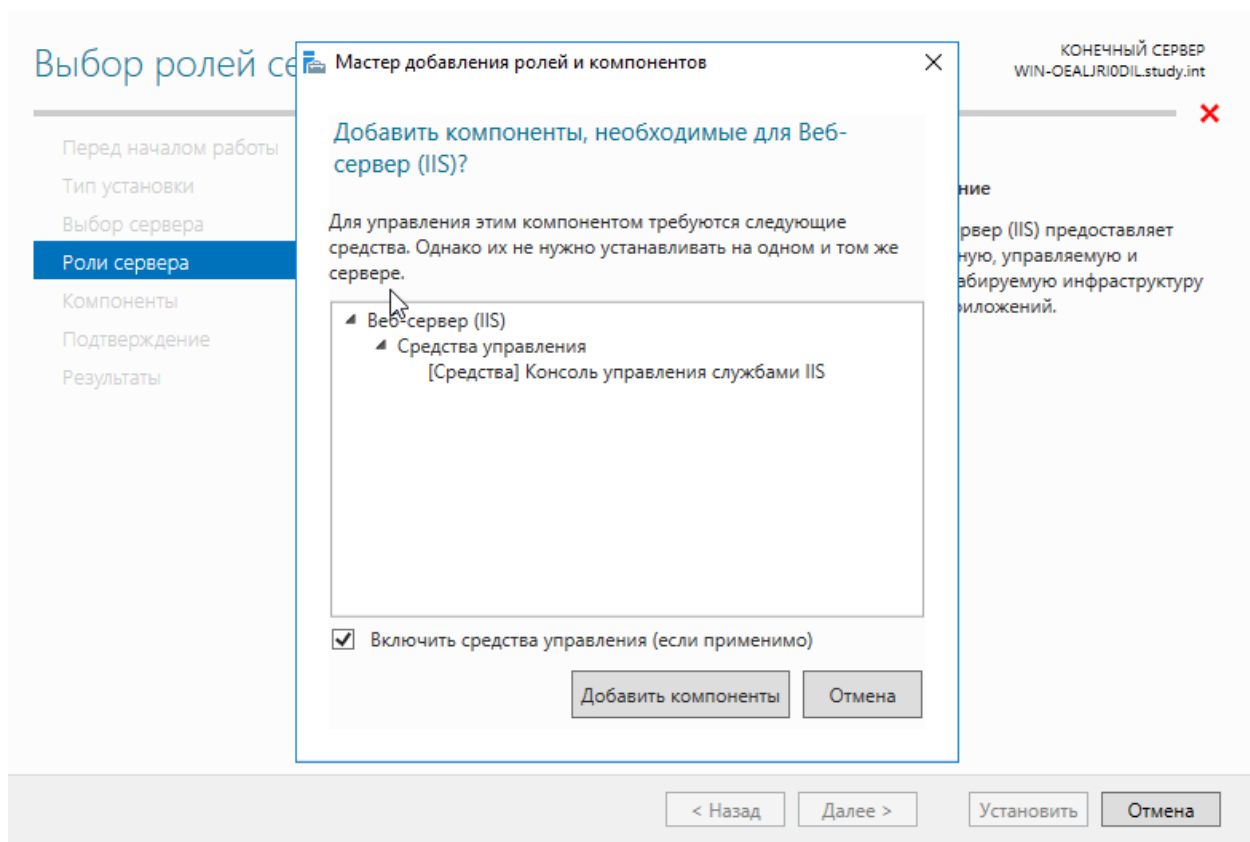 Выбор ролей се
Мастер добавления ролей и компонентов
КОНЕЧНЫЙ СЕРВЕР
WIN-OEALJRI0DIL.study.int
Перед началом работы
Тип установки
Выбор сервера
Роли сервера
Компоненты
Подтверждение
Результаты
Добавить компоненты, необходимые для Веб-
сервер (IIS)?
Для управления этим компонентом требуются следующие
средства. Однако их не нужно устанавливать на одном и том же
сервере.
Веб-сервер (IIS)
Средства управления
[Средства] Консоль управления службами IIS
Включить средства управления (если применимо)
Добавить компоненты
Отмена
ние
рвер (IIS) предоставляет
ную, управляемую и
абируемую инфраструктуру
риложений.
< Назад
Далее >
Установить
Отмена